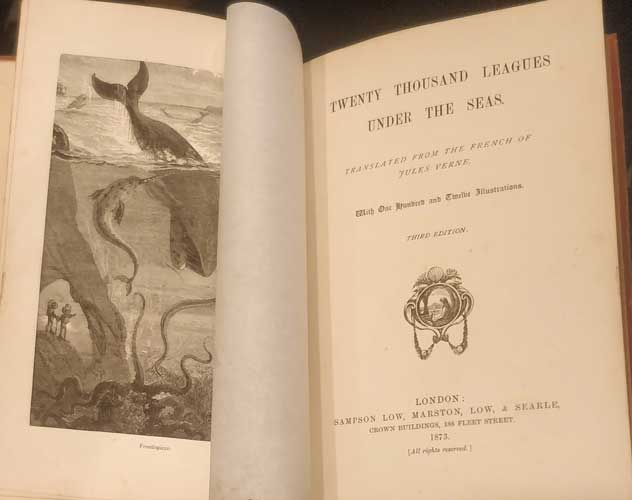 Frontispiece.
TWENTY THOUSAND LEAGUES
UNDER THE SEAS.
TRANSLATED FROM THE FRENCH OF
JULES VERNE.
With One Hundred and Twelve Illustrations.
THIRD EDITION.
LONDON:
SAMPSON LOW, MARSTON, LOW, & SEARLE,
CROWN BUILDINGS, 188 FLEET STREET.
1873.
[All rights reserved.]